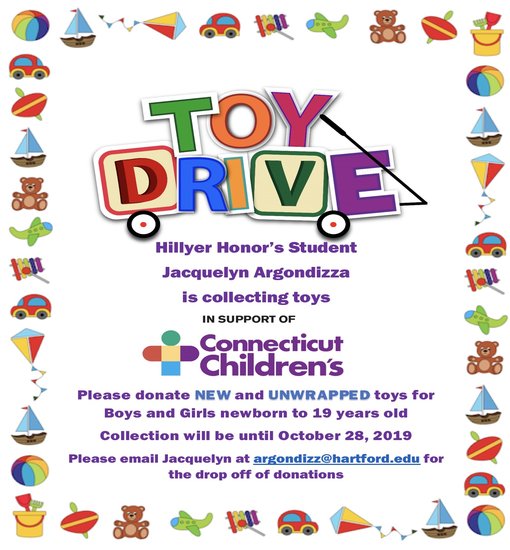 TOY
DRIVE
Hillyer Honor's Student
Jacquelyn Argondizza
is collecting toys
IN SUPPORT OF
Connecticut
Children's
Please donate NEW and UNWRAPPED toys for
Boys and Girls newborn to 19 years old
Collection will be until October 28, 2019
Please email Jacquelyn at argondizz@hartford.edu for
the drop off of donations